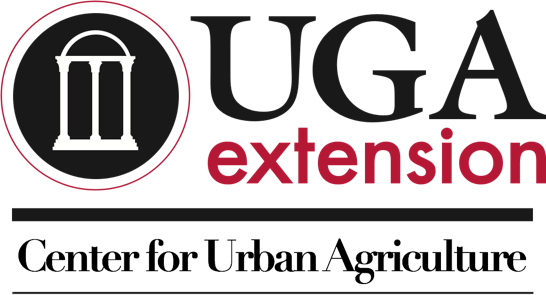 UGA
extension
Center for Urban Agriculture